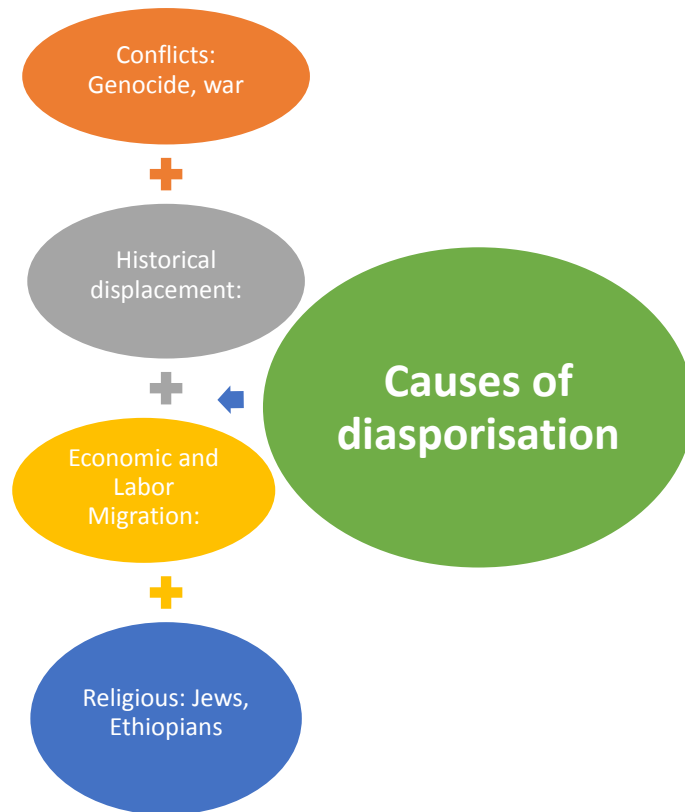 Conflicts:
Genocide, war
Historical
displacement:
Causes of
diasporisation
Economic and
Labor
Migration:
Religious: Jews,
Ethiopians